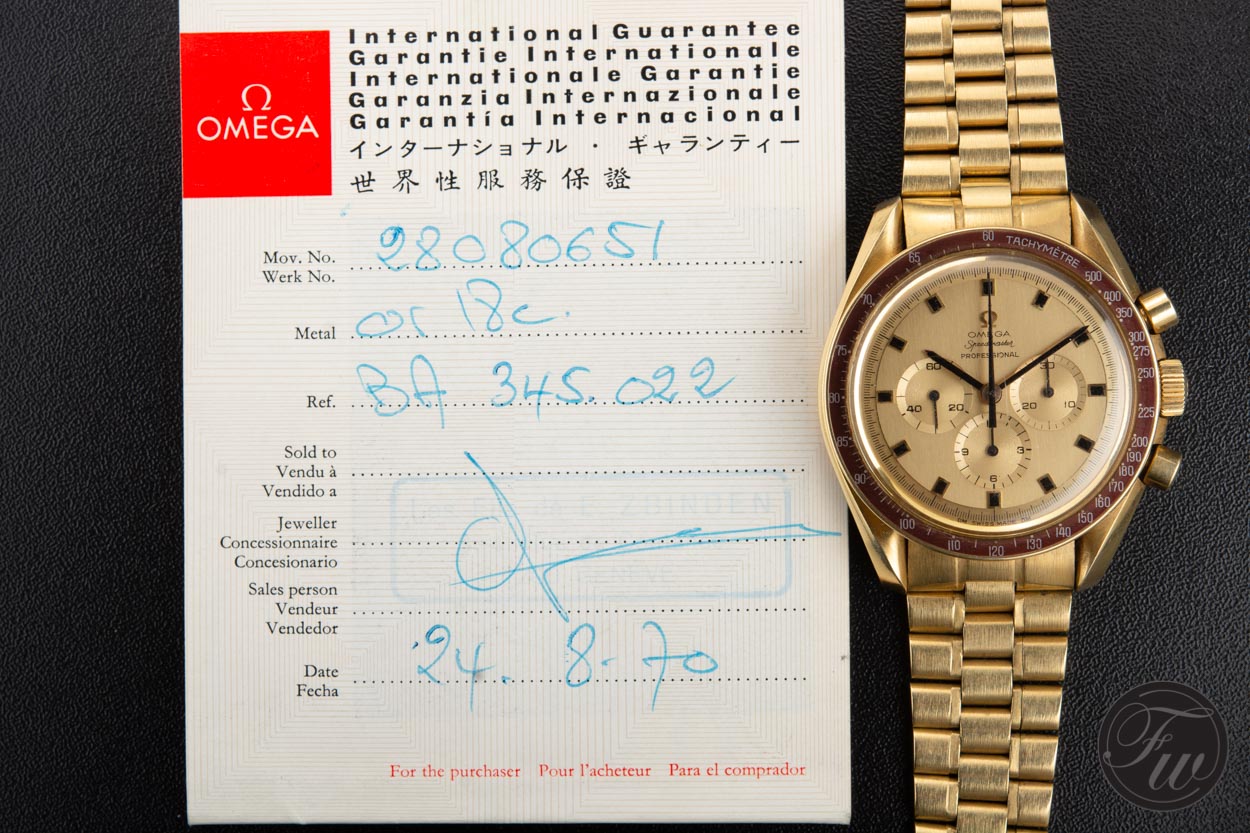 International Guarantee
Garantie Internationale
Internationale Garantie
Garanzia Internazionale
Garantía Internacional
インターナショナル ・ ギャランティー
世界性服務保證
Ω
OMEGA
Mov. No. 28080651
Werk No.
Metal or 18c.
Ref. BA 345.022
Sold to
Vendu à
Vendido a
Jeweller
Concessionnaire
Concesionario
Sales person
Vendeur
Vendedor
Date 24. 8-70
Fecha
For the purchaser Pour l'acheteur Para el comprador
60 TACHYMÈTRE
500
400
350
300
275
250
225
200
190
180
170
160
150
140
130
120
110
100
90
85
75
70
65
Ω
OMEGA
Speedmaster
PROFESSIONAL
60
20
40
30
10
20
9
3
6
SWISS MADE
FW